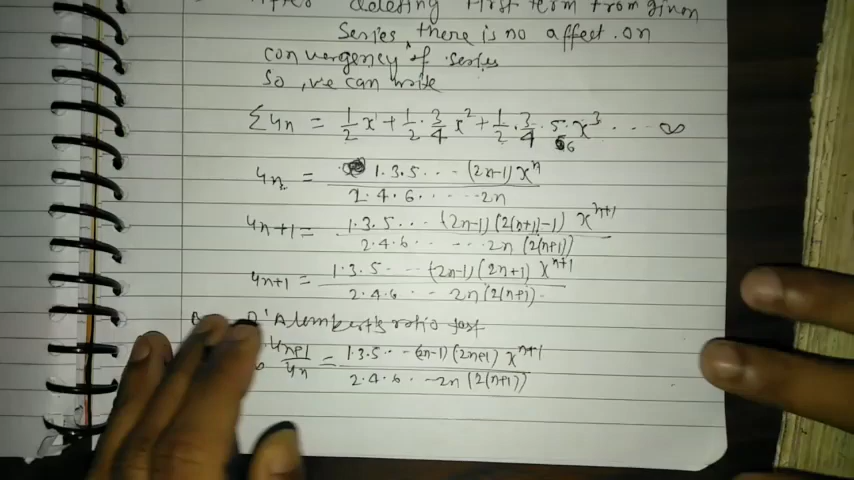 deleting first term from given
Series there is no affect on
convergency of series
So, we can write
Σun = 1/2 x + 1/2 · 3/4 x² + 1/2 · 3/4 · 5/6 x³ · · · · ∞
un = 1·3·5· · · · (2n-1) xⁿ / 2·4·6· · · · · 2n
un+1 = 1·3·5· · · · (2n-1) (2(n+1)-1) xⁿ⁺¹ / 2·4·6· · · · · 2n (2(n+1))
un+1 = 1·3·5· · · · (2n-1) (2n+1) xⁿ⁺¹ / 2·4·6· · · 2n (2(n+1))
D'Alembert's ratio test
un+1/un = 1·3·5· · · (2n-1) (2n+1) xⁿ⁺¹ / 2·4·6· · · 2n (2(n+1))